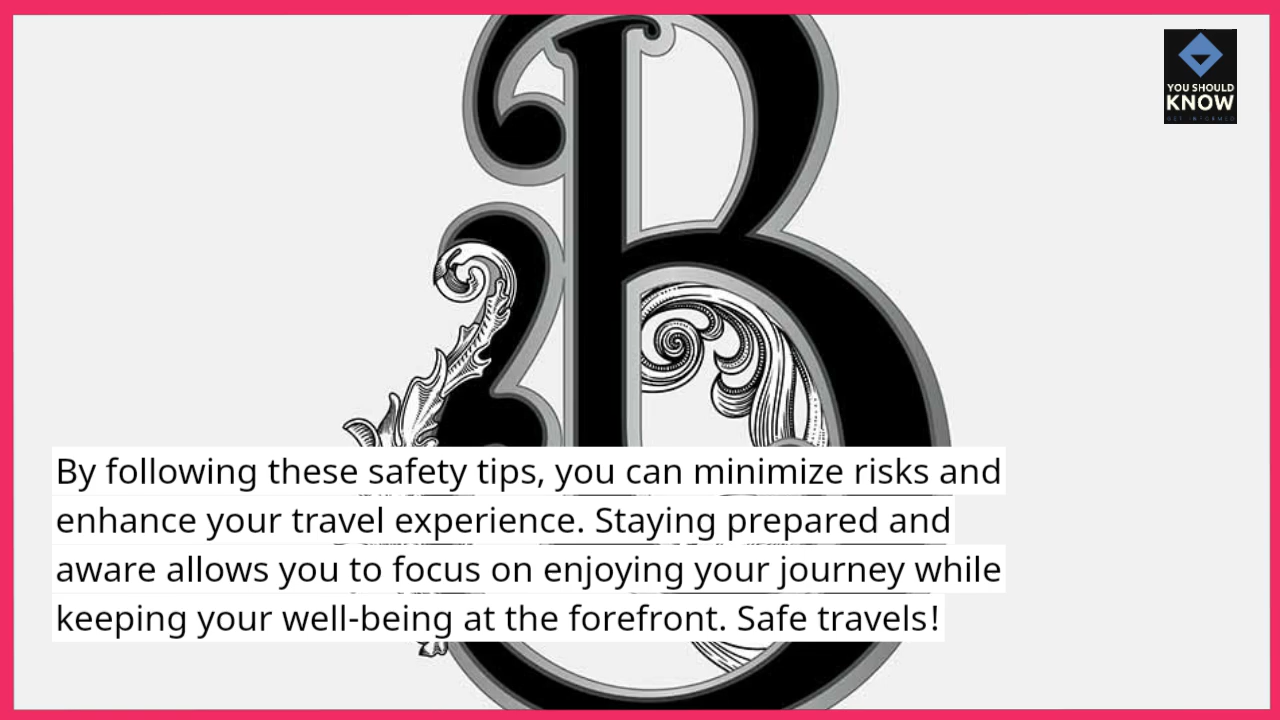 YOU SHOULD
KNOW
GET INFORMED
By following these safety tips, you can minimize risks and
enhance your travel experience. Staying prepared and
aware allows you to focus on enjoying your journey while
keeping your well-being at the forefront. Safe travels!